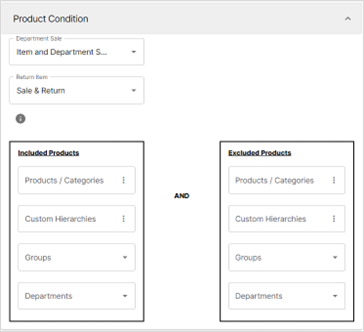 Product Condition
Department Sale
Item and Department S...
Return Item
Sale & Return
Included Products
Products / Categories
Custom Hierarchies
Groups
Departments
AND
Excluded Products
Products / Categories
Custom Hierarchies
Groups
Departments